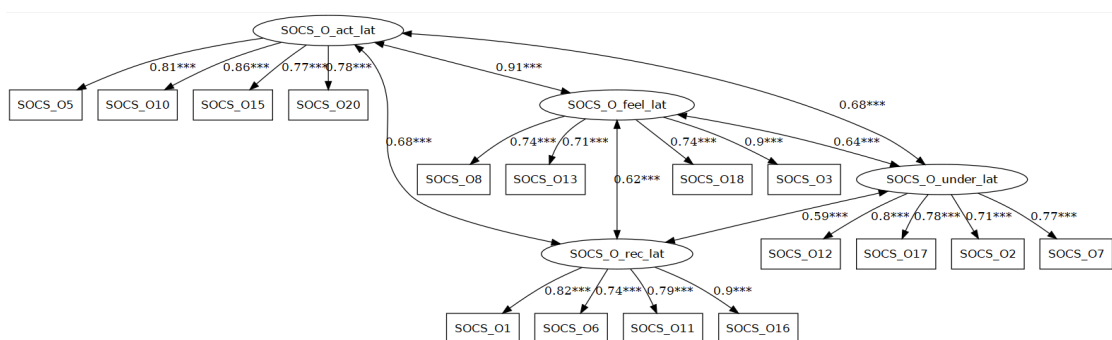 SOCS_O_act_lat
0.81*** 0.86*** 0.77*** 0.78*** 0.91***
SOCS_O5 SOCS_O10 SOCS_O15 SOCS_O20 SOCS_O_feel_lat 0.68***
0.68*** 0.74*** 0.71*** 0.74*** 0.9*** 0.64***
SOCS_O8 SOCS_O13 0.62*** SOCS_O18 SOCS_O3 SOCS_O_under_lat
0.59*** 0.8*** 0.78*** 0.71*** 0.77***
SOCS_O_rec_lat SOCS_O12 SOCS_O17 SOCS_O2 SOCS_O7
0.82*** 0.74*** 0.79*** 0.9***
SOCS_O1 SOCS_O6 SOCS_O11 SOCS_O16